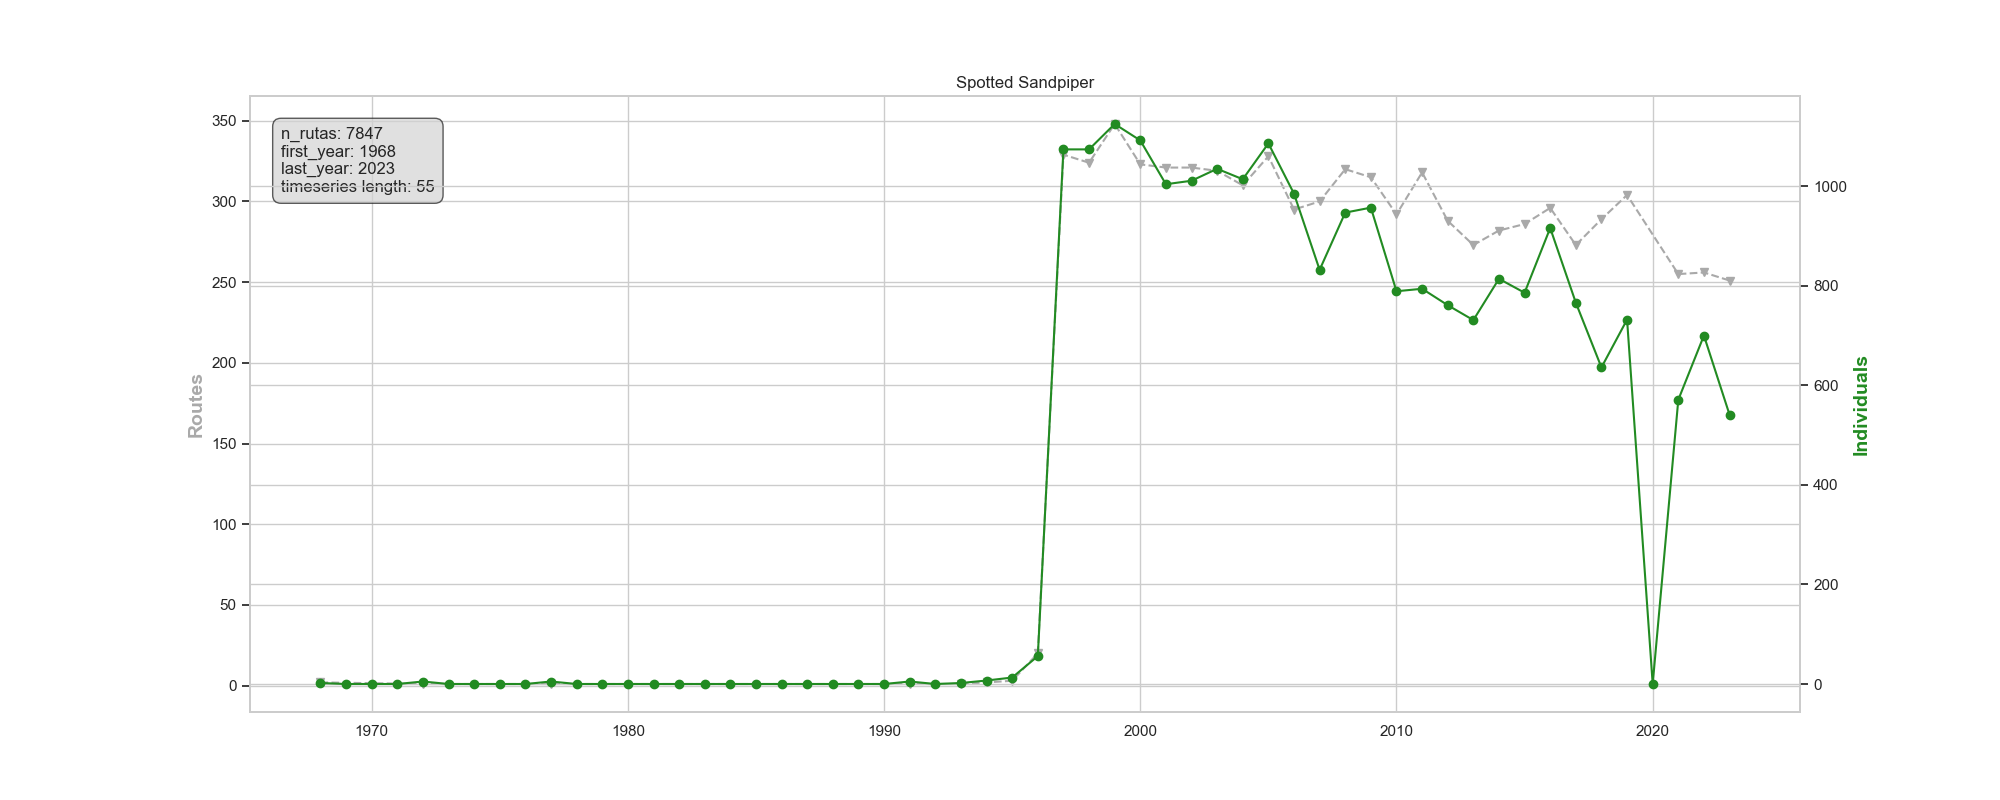 Spotted Sandpiper
n_rutas: 7847
first_year: 1968
last_year: 2023
timeseries length: 55
350
300
250
200
150
100
50
0
Routes
1000
800
600
400
200
0
Individuals
1970
1980
1990
2000
2010
2020